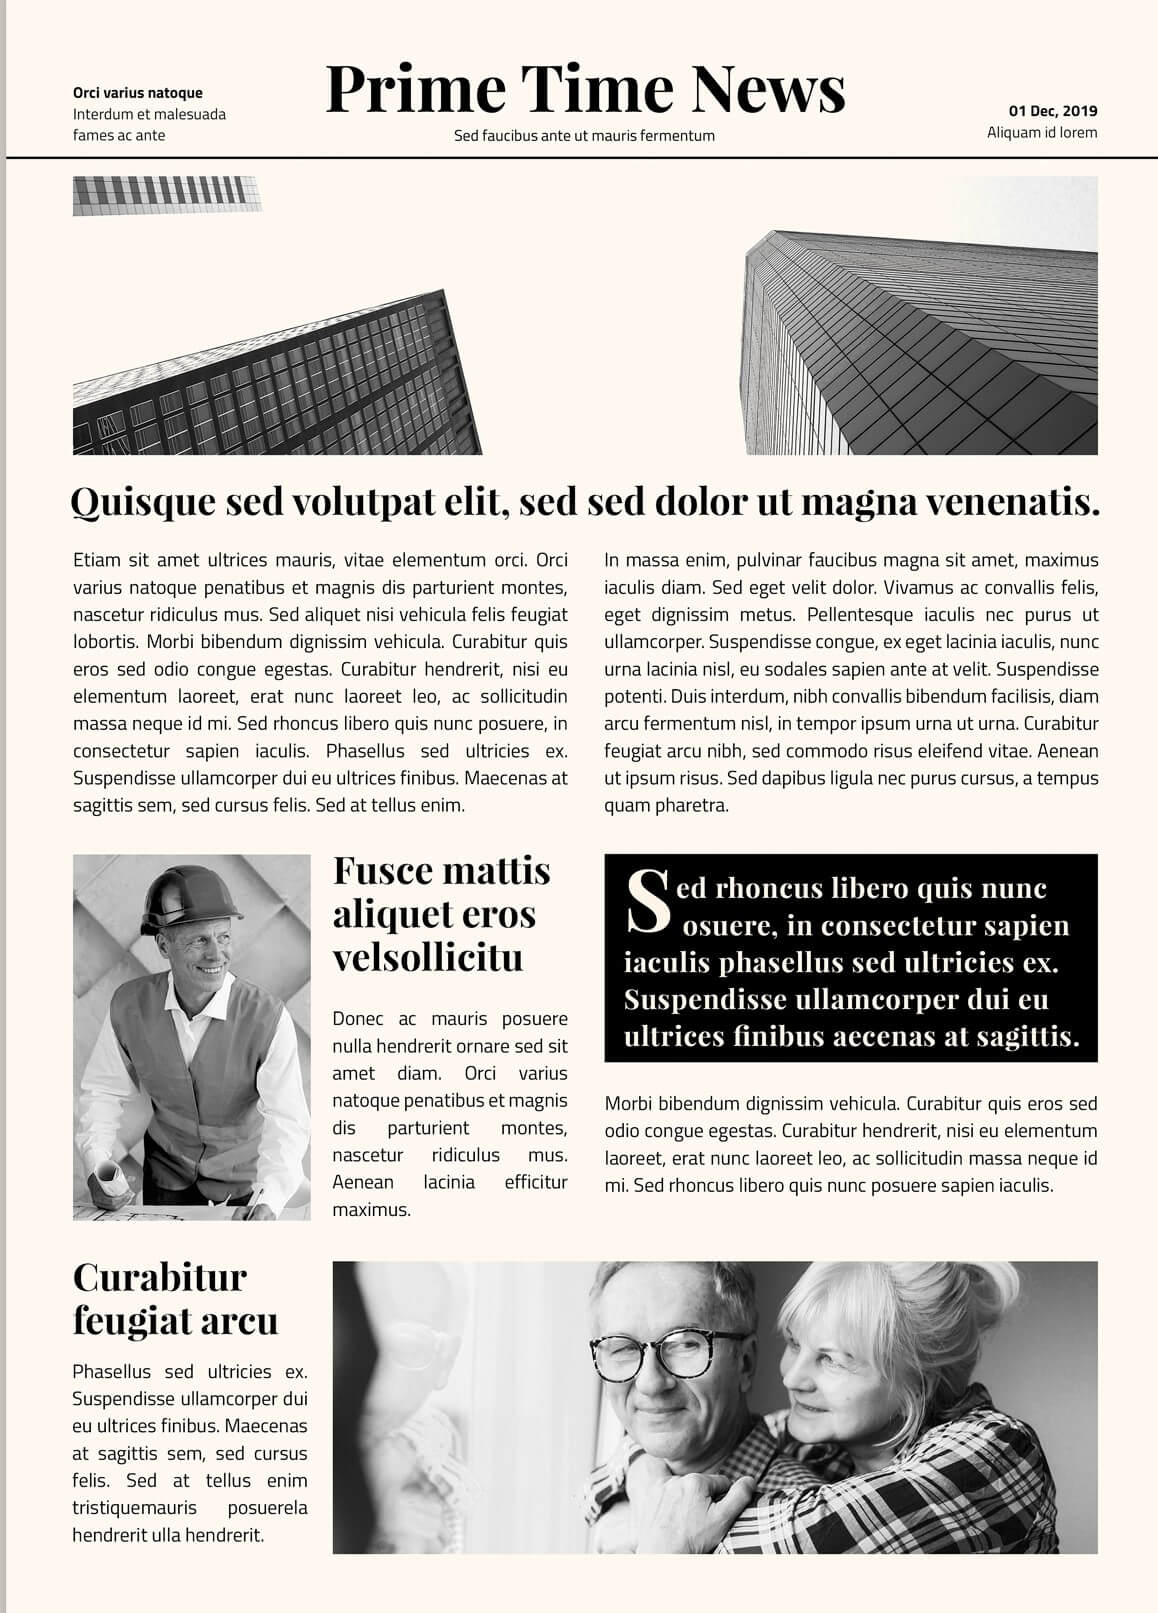 Orci varius natoque
Interdum et malesuada
fames ac ante
Prime Time News
Sed faucibus ante ut mauris fermentum
01 Dec, 2019
Aliquam id lorem
Quisque sed volutpat elit, sed sed dolor ut magna venenatis.
Etiam sit amet ultrices mauris, vitae elementum orci. Orci
varius natoque penatibus et magnis dis parturient montes,
nascetur ridiculus mus. Sed aliquet nisi vehicula felis feugiat
lobortis. Morbi bibendum dignissim vehicula. Curabitur quis
eros sed odio congue egestas. Curabitur hendrerit, nisi eu
elementum laoreet, erat nunc laoreet leo, ac sollicitudin
massa neque id mi. Sed rhoncus libero quis nunc posuere, in
consectetur sapien iaculis. Phasellus sed ultricies ex.
Suspendisse ullamcorper dui eu ultrices finibus. Maecenas at
sagittis sem, sed cursus felis. Sed at tellus enim.
In massa enim, pulvinar faucibus magna sit amet, maximus
iaculis diam. Sed eget velit dolor. Vivamus ac convallis felis,
eget dignissim metus. Pellentesque iaculis nec purus ut
ullamcorper. Suspendisse congue, ex eget lacinia iaculis, nunc
urna lacinia nisl, eu sodales sapien ante at velit. Suspendisse
potenti. Duis interdum, nibh convallis bibendum facilisis, diam
arcu fermentum nisl, in tempor ipsum urna ut urna. Curabitur
feugiat arcu nibh, sed commodo risus eleifend vitae. Aenean
ut ipsum risus. Sed dapibus ligula nec purus cursus, a tempus
quam pharetra.
Fusce mattis
aliquet eros
velsollicitu
Donec ac mauris posuere
nulla hendrerit ornare sed sit
amet diam. Orci varius
natoque penatibus et magnis
dis parturient montes,
nascetur ridiculus mus.
Aenean lacinia efficitur
maximus.
Sed rhoncus libero quis nunc
osuere, in consectetur sapien
iaculis phasellus sed ultricies ex.
Suspendisse ullamcorper dui eu
ultrices finibus aecenas at sagittis.
Morbi bibendum dignissim vehicula. Curabitur quis eros sed
odio congue egestas. Curabitur hendrerit, nisi eu elementum
laoreet, erat nunc laoreet leo, ac sollicitudin massa neque id
mi. Sed rhoncus libero quis nunc posuere sapien iaculis.
Curabitur
feugiat arcu
Phasellus sed ultricies ex.
Suspendisse ullamcorper dui
eu ultrices finibus. Maecenas
at sagittis sem, sed cursus
felis. Sed at tellus enim
tristiquemauris posuerela
hendrerit ulla hendrerit.